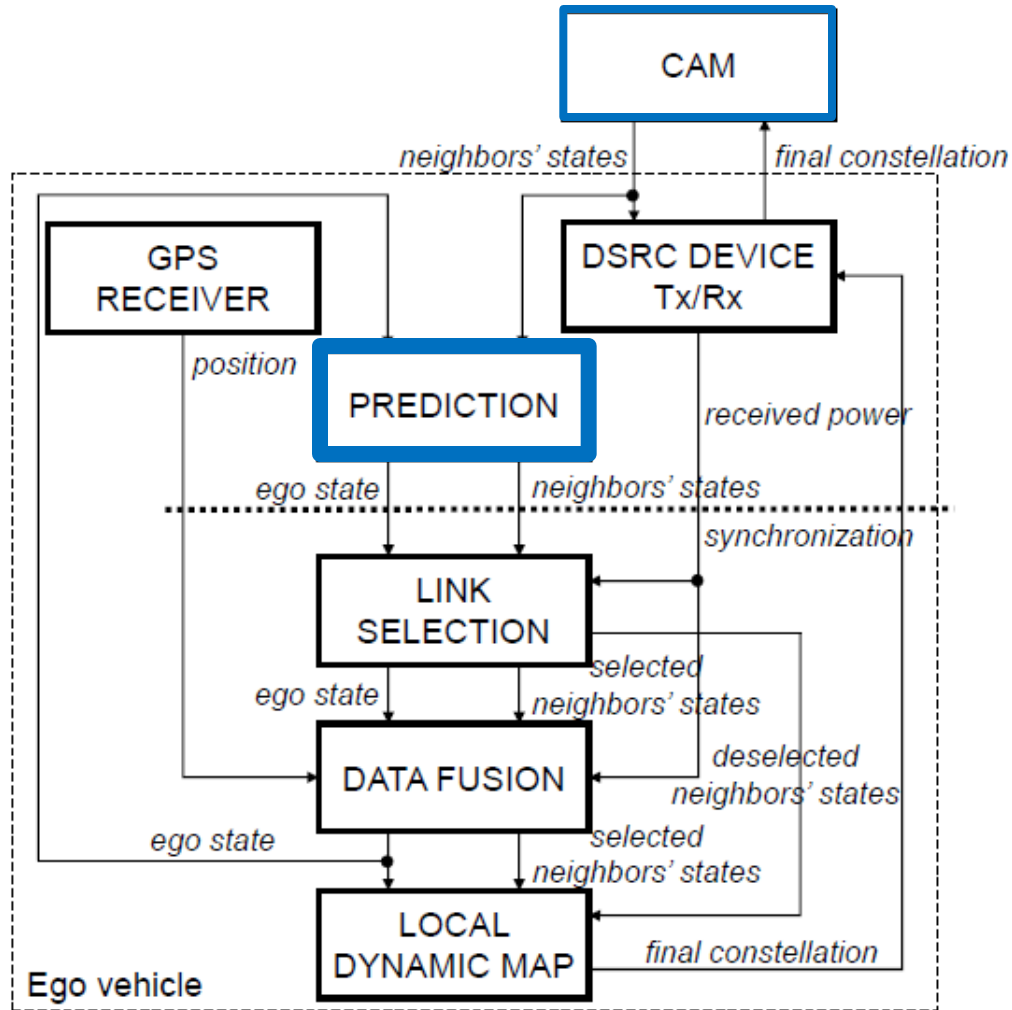 CAM
neighbors' states
final constellation
GPS
RECEIVER
DSRC DEVICE
Tx/Rx
position
PREDICTION
received power
ego state
neighbors' states
synchronization
LINK
SELECTION
ego state
selected
neighbors' states
DATA FUSION
deselected
neighbors' states
ego state
selected
neighbors' states
LOCAL
DYNAMIC MAP
final constellation
Ego vehicle